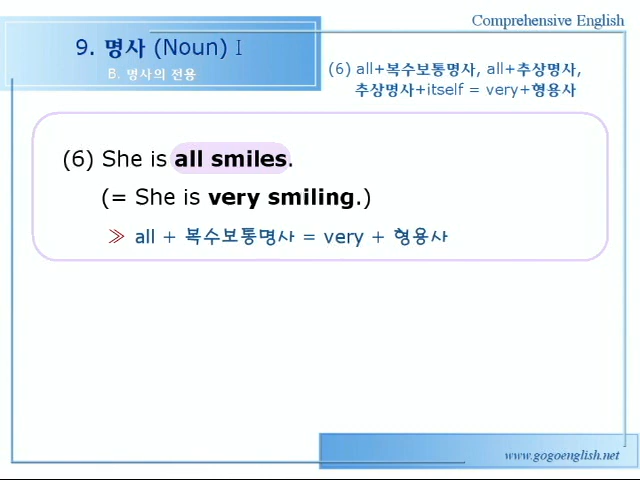 Comprehensive English
9. 명사 (Noun) I
B. 명사의 전용
(6) all+복수보통명사, all+추상명사,
추상명사+itself = very+형용사
(6) She is all smiles.
(= She is very smiling.)
≫ all + 복수보통명사 = very + 형용사
www.gogoenglish.net